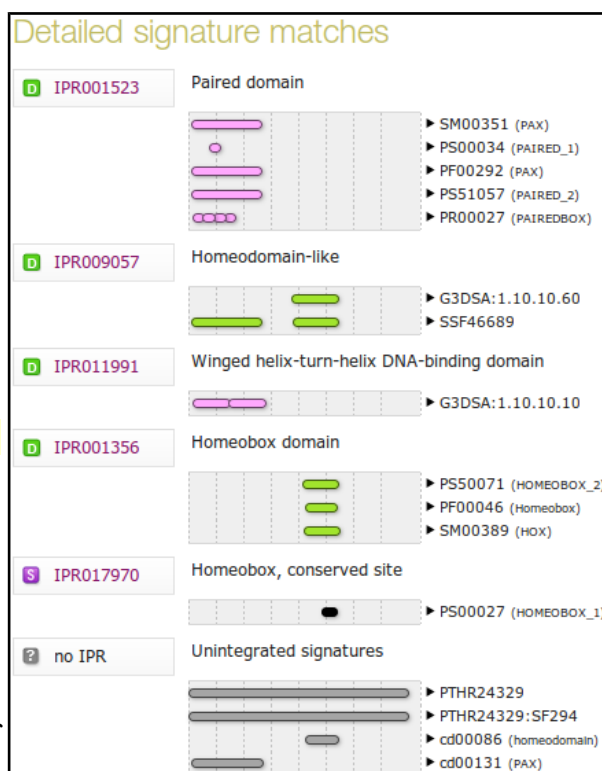 Detailed signature matches
D IPR001523 Paired domain
▶ SM00351 (PAX)
▶ PS00034 (PAIRED_1)
▶ PF00292 (PAX)
▶ PS51057 (PAIRED_2)
▶ PR00027 (PAIREDBOX)
D IPR009057 Homeodomain-like
▶ G3DSA:1.10.10.60
▶ SSF46689
D IPR011991 Winged helix-turn-helix DNA-binding domain
▶ G3DSA:1.10.10.10
D IPR001356 Homeobox domain
▶ PS50071 (HOMEOBOX_2)
▶ PF00046 (Homeobox)
▶ SM00389 (HOX)
S IPR017970 Homeobox, conserved site
▶ PS00027 (HOMEOBOX_1)
? no IPR Unintegrated signatures
▶ PTHR24329
▶ PTHR24329:SF294
▶ cd00086 (homeodomain)
▶ cd00131 (PAX)